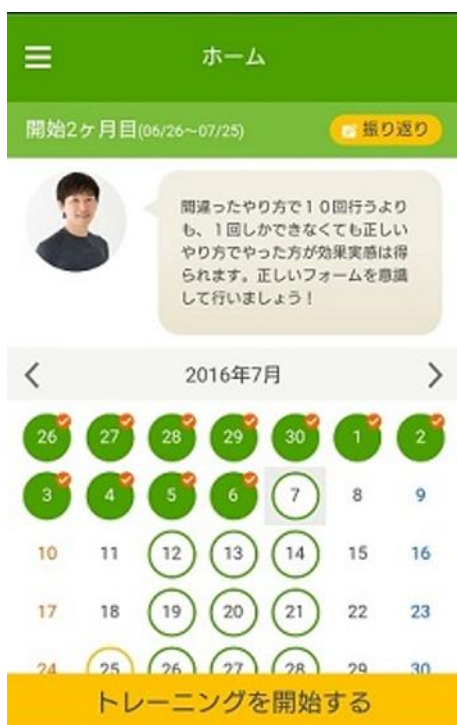 ホーム
開始2ヶ月目(06/26~07/25)
振り返り
間違ったやり方で10回行うより
も、1回しかできなくても正しい
やり方でやった方が効果実感は得
られます。正しいフォームを意識
して行いましょう!
2016年7月
26 27 28 29 30 1 2
3 4 5 6 7 8 9
10 11 12 13 14 15 16
17 18 19 20 21 22 23
24 25 26 27 28 29 30
トレーニングを開始する